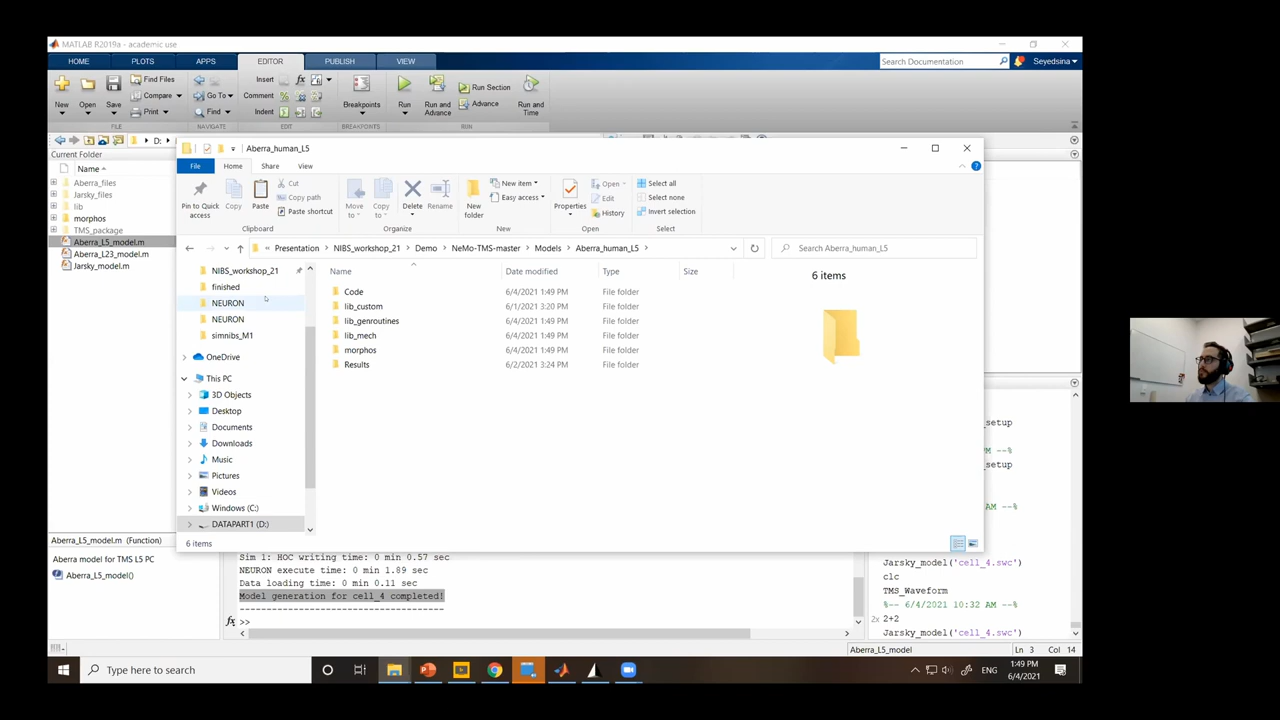 MATLAB R2019a - academic use
HOME PLOTS APPS EDITOR PUBLISH VIEW
Search Documentation
Seyedsina
New
Open
Save
Find Files
Compare
Print
Go To
Find
Insert
Comment
Indent
Breakpoints
Run
Run and Advance
Run Section
Advance
Run and Time
FILE NAVIGATE EDIT BREAKPOINTS RUN
D:
Current Folder
Name
Aberra_files
Jarsky_files
lib
morphos
TMS_package
Aberra_L5_model.m
Aberra_L23_model.m
Jarsky_model.m
Aberra_human_L5
File Home Share View
Pin to Quick access
Copy
Paste
Cut
Copy path
Paste shortcut
Move to
Copy to
Delete
Rename
New folder
New item
Easy access
Properties
Open
Edit
History
Select all
Select none
Invert selection
Clipboard Organize New Open Select
« Presentation NIBS_workshop_21 Demo NeMo-TMS-master Models Aberra_human_L5
Search Aberra_human_L5
NIBS_workshop_21
finished
NEURON
NEURON
simnibs_M1
OneDrive
This PC
3D Objects
Desktop
Documents
Downloads
Music
Pictures
Videos
Windows (C:)
DATAPART1 (D:)
Name Date modified Type Size
Code 6/4/2021 1:49 PM File folder
lib_custom 6/1/2021 3:20 PM File folder
lib_genroutines 6/4/2021 1:49 PM File folder
lib_mech 6/4/2021 1:49 PM File folder
morphos 6/4/2021 1:49 PM File folder
Results 6/2/2021 3:24 PM File folder
6 items
6 items
Aberra_L5_model.m (Function)
Aberra model for TMS L5 PC
Aberra_L5_model()
Sim 1: HOC writing time: 0 min 0.57 sec
NEURON execute time: 0 min 1.89 sec
Data loading time: 0 min 0.11 sec
Model generation for cell_4 completed!
----------------------------------
fx >>
_setup
PM --%
_setup
AM --%
Jarsky_model('cell_4.swc')
clc
TMS_Waveform
%-- 6/4/2021 10:32 AM --%
2x 2+2
Jarsky_model('cell_4.swc')
Aberra_L5_model Ln 3 Col 14
Type here to search
ENG
1:49 PM
6/4/2021